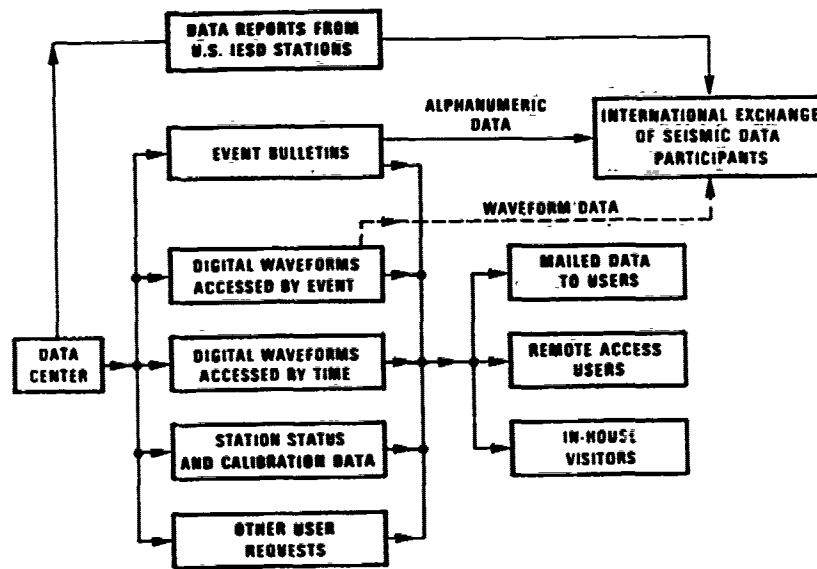 DATA REPORTS FROM
U.S. IESD STATIONS
ALPHANUMERIC
DATA
INTERNATIONAL EXCHANGE
OF SEISMIC DATA
PARTICIPANTS
EVENT BULLETINS
WAVEFORM DATA
DIGITAL WAVEFORMS
ACCESSED BY EVENT
MAILED DATA
TO USERS
DATA
CENTER
DIGITAL WAVEFORMS
ACCESSED BY TIME
REMOTE ACCESS
USERS
STATION STATUS
AND CALIBRATION DATA
IN-HOUSE
VISITORS
OTHER USER
REQUESTS